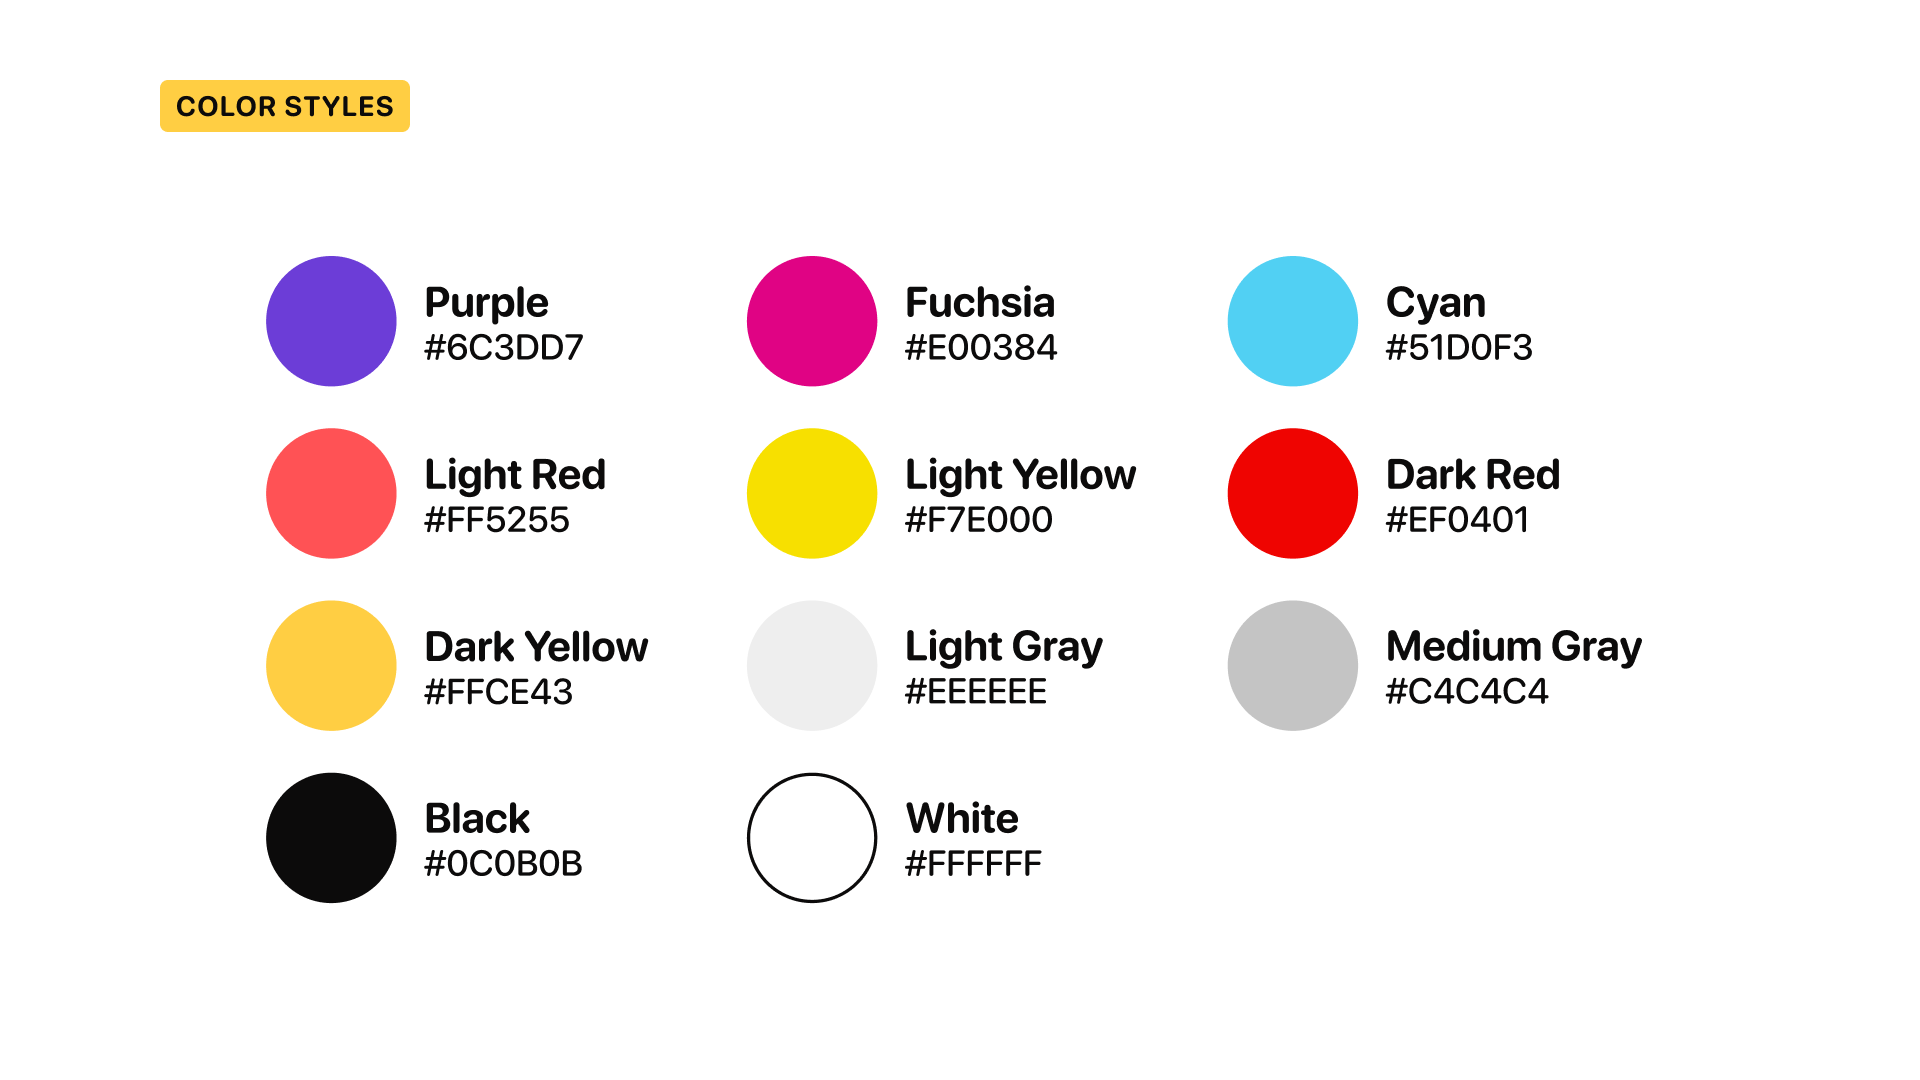 COLOR STYLES
Purple
#6C3DD7
Fuchsia
#E00384
Cyan
#51D0F3
Light Red
#FF5255
Light Yellow
#F7E000
Dark Red
#EF0401
Dark Yellow
#FFCE43
Light Gray
#EEEEEE
Medium Gray
#C4C4C4
Black
#0C0B0B
White
#FFFFFF